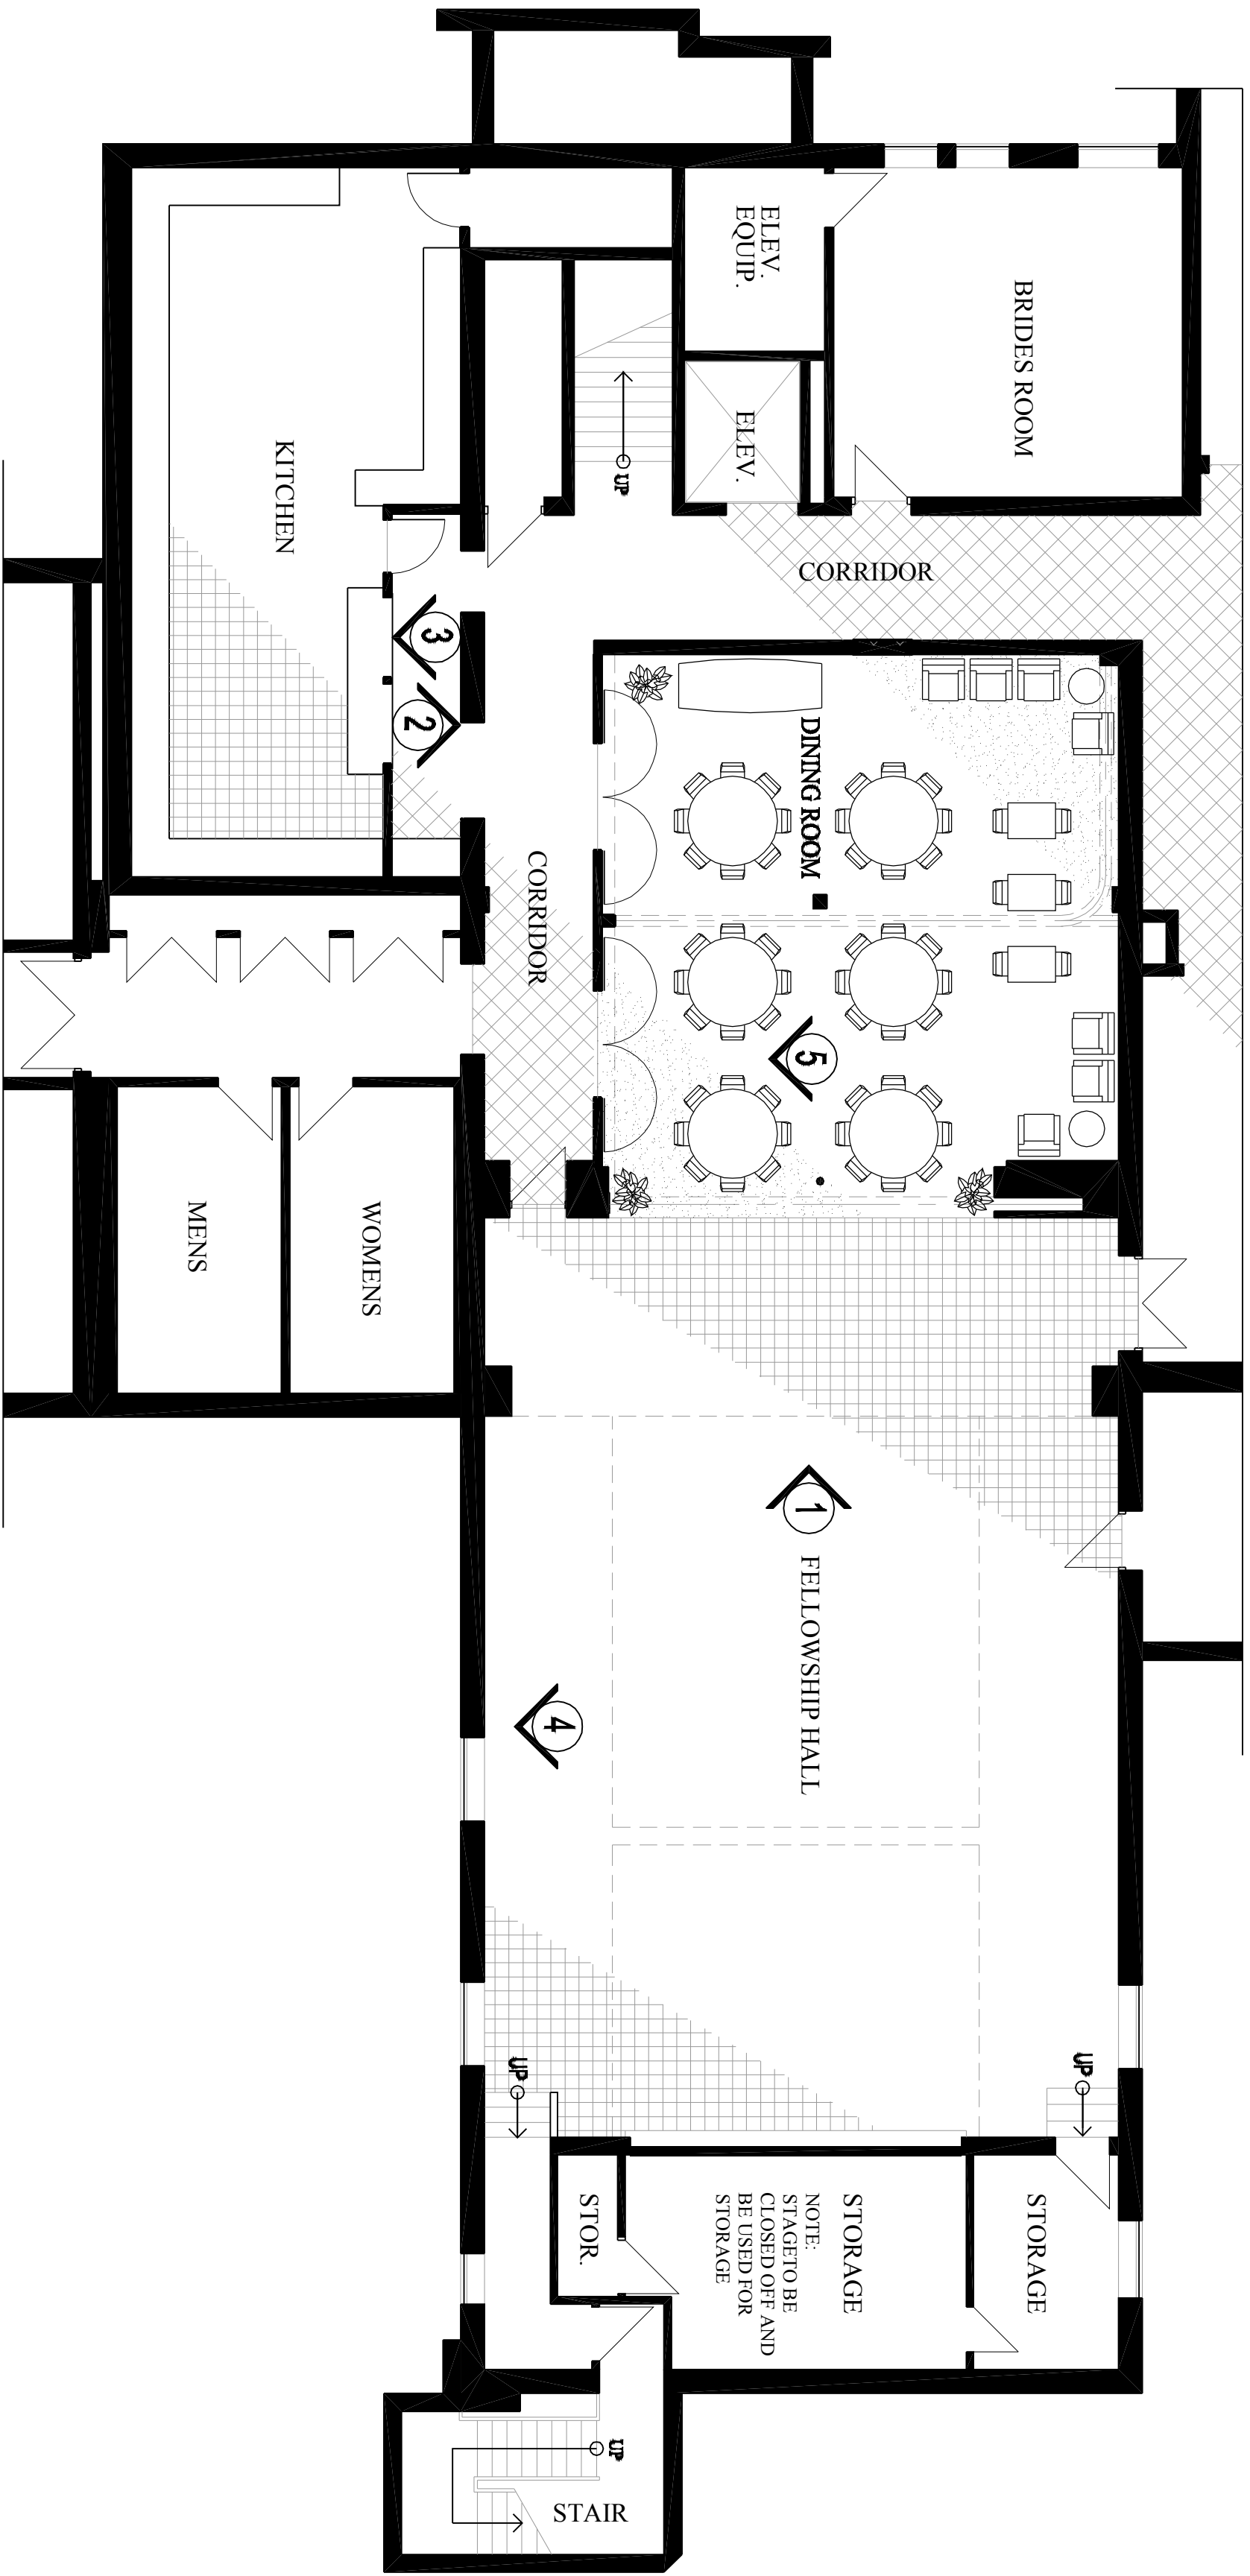 ELEV.
EQUIP.
BRIDES ROOM
ELEV.
KITCHEN
UP
CORRIDOR
3
2
DINING ROOM
CORRIDOR
5
MENS
WOMENS
1
FELLOWSHIP HALL
4
UP
UP
STOR.
STORAGE
NOTE:
STAGETO BE
CLOSED OFF AND
BE USED FOR
STORAGE
STORAGE
UP
STAIR